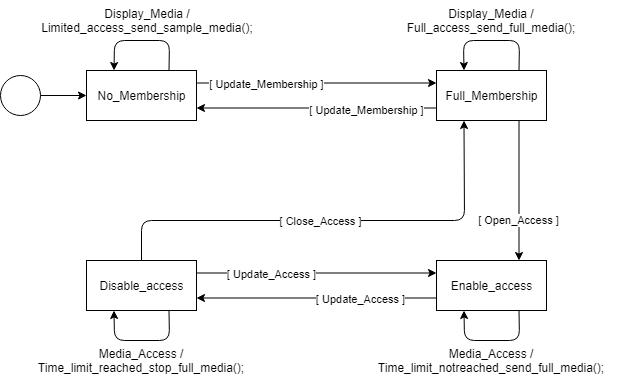 Display_Media /
Limited_access_send_sample_media();
Display_Media /
Full_access_send_full_media();
No_Membership
[ Update_Membership ]
[ Update_Membership ]
Full_Membership
[ Close_Access ]
[ Open_Access ]
Disable_access
[ Update_Access ]
[ Update_Access ]
Enable_access
Media_Access /
Time_limit_reached_stop_full_media();
Media_Access /
Time_limit_notreached_send_full_media();